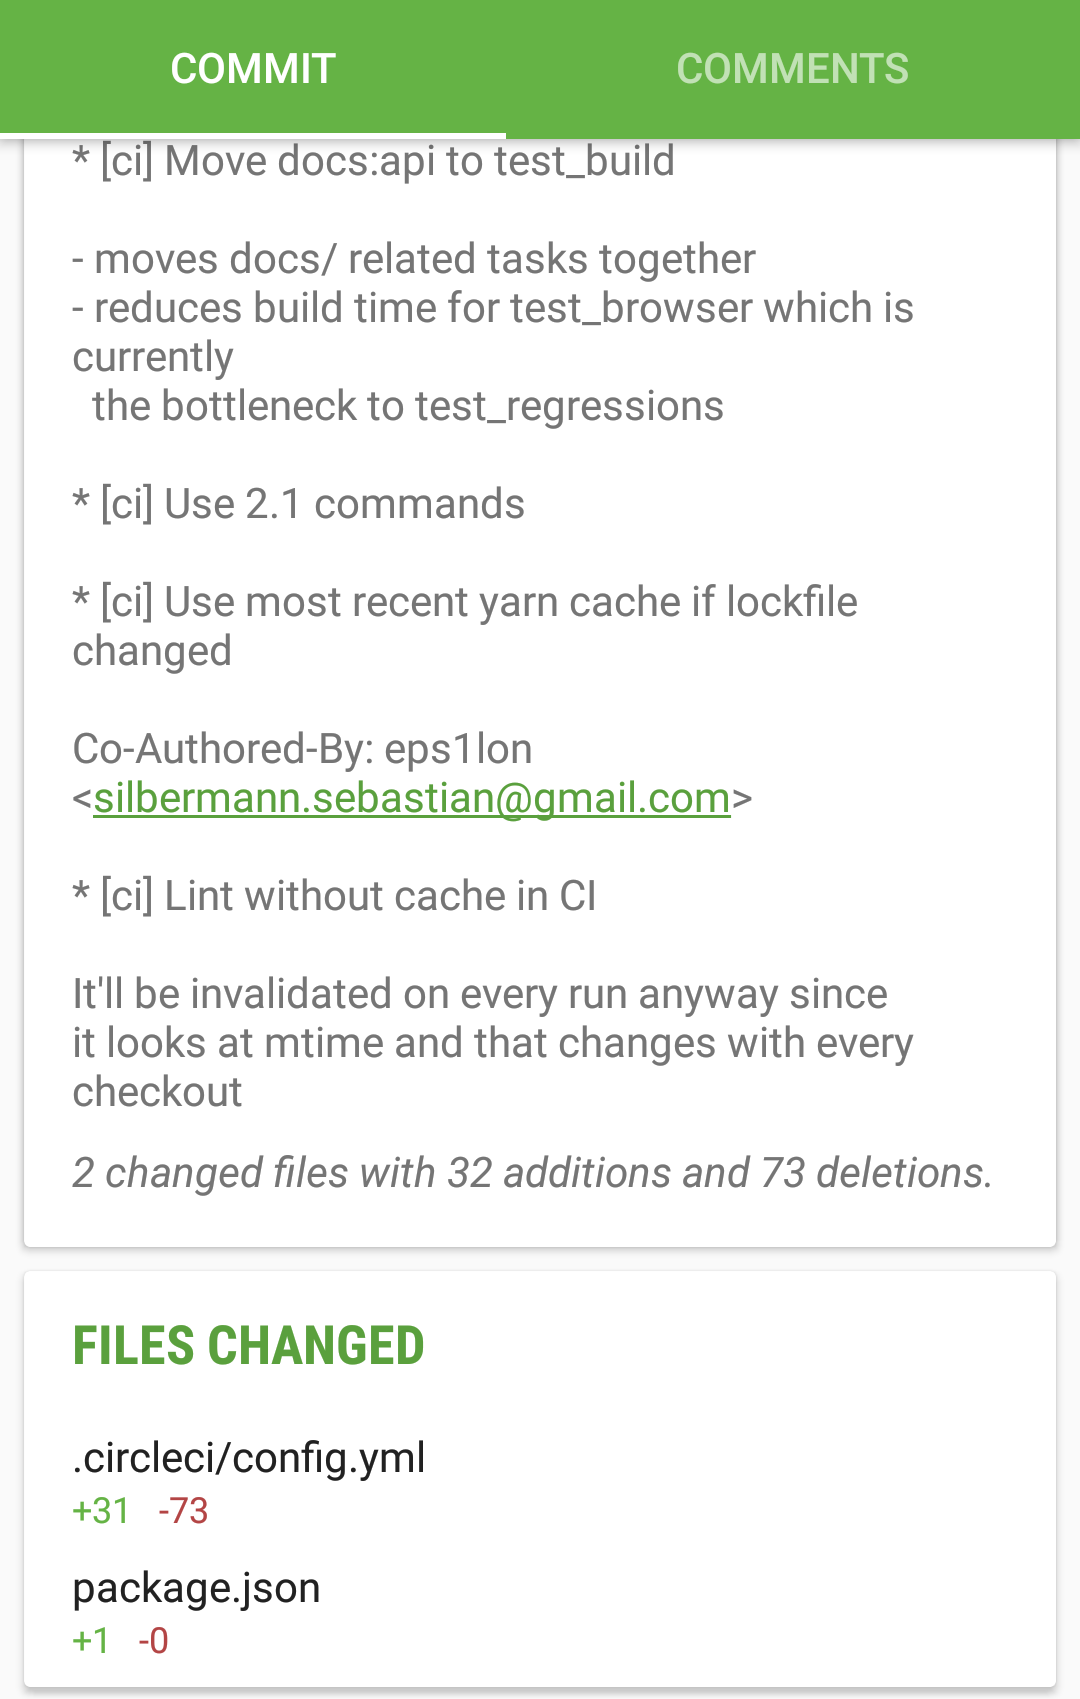 COMMIT
COMMENTS
* [ci] Move docs:api to test_build
- moves docs/ related tasks together
- reduces build time for test_browser which is
currently
the bottleneck to test_regressions
* [ci] Use 2.1 commands
* [ci] Use most recent yarn cache if lockfile
changed
Co-Authored-By: eps1lon
<silbermann.sebastian@gmail.com>
* [ci] Lint without cache in CI
It'll be invalidated on every run anyway since
it looks at mtime and that changes with every
checkout
2 changed files with 32 additions and 73 deletions.
FILES CHANGED
.circleci/config.yml
+31 -73
package.json
+1 -0